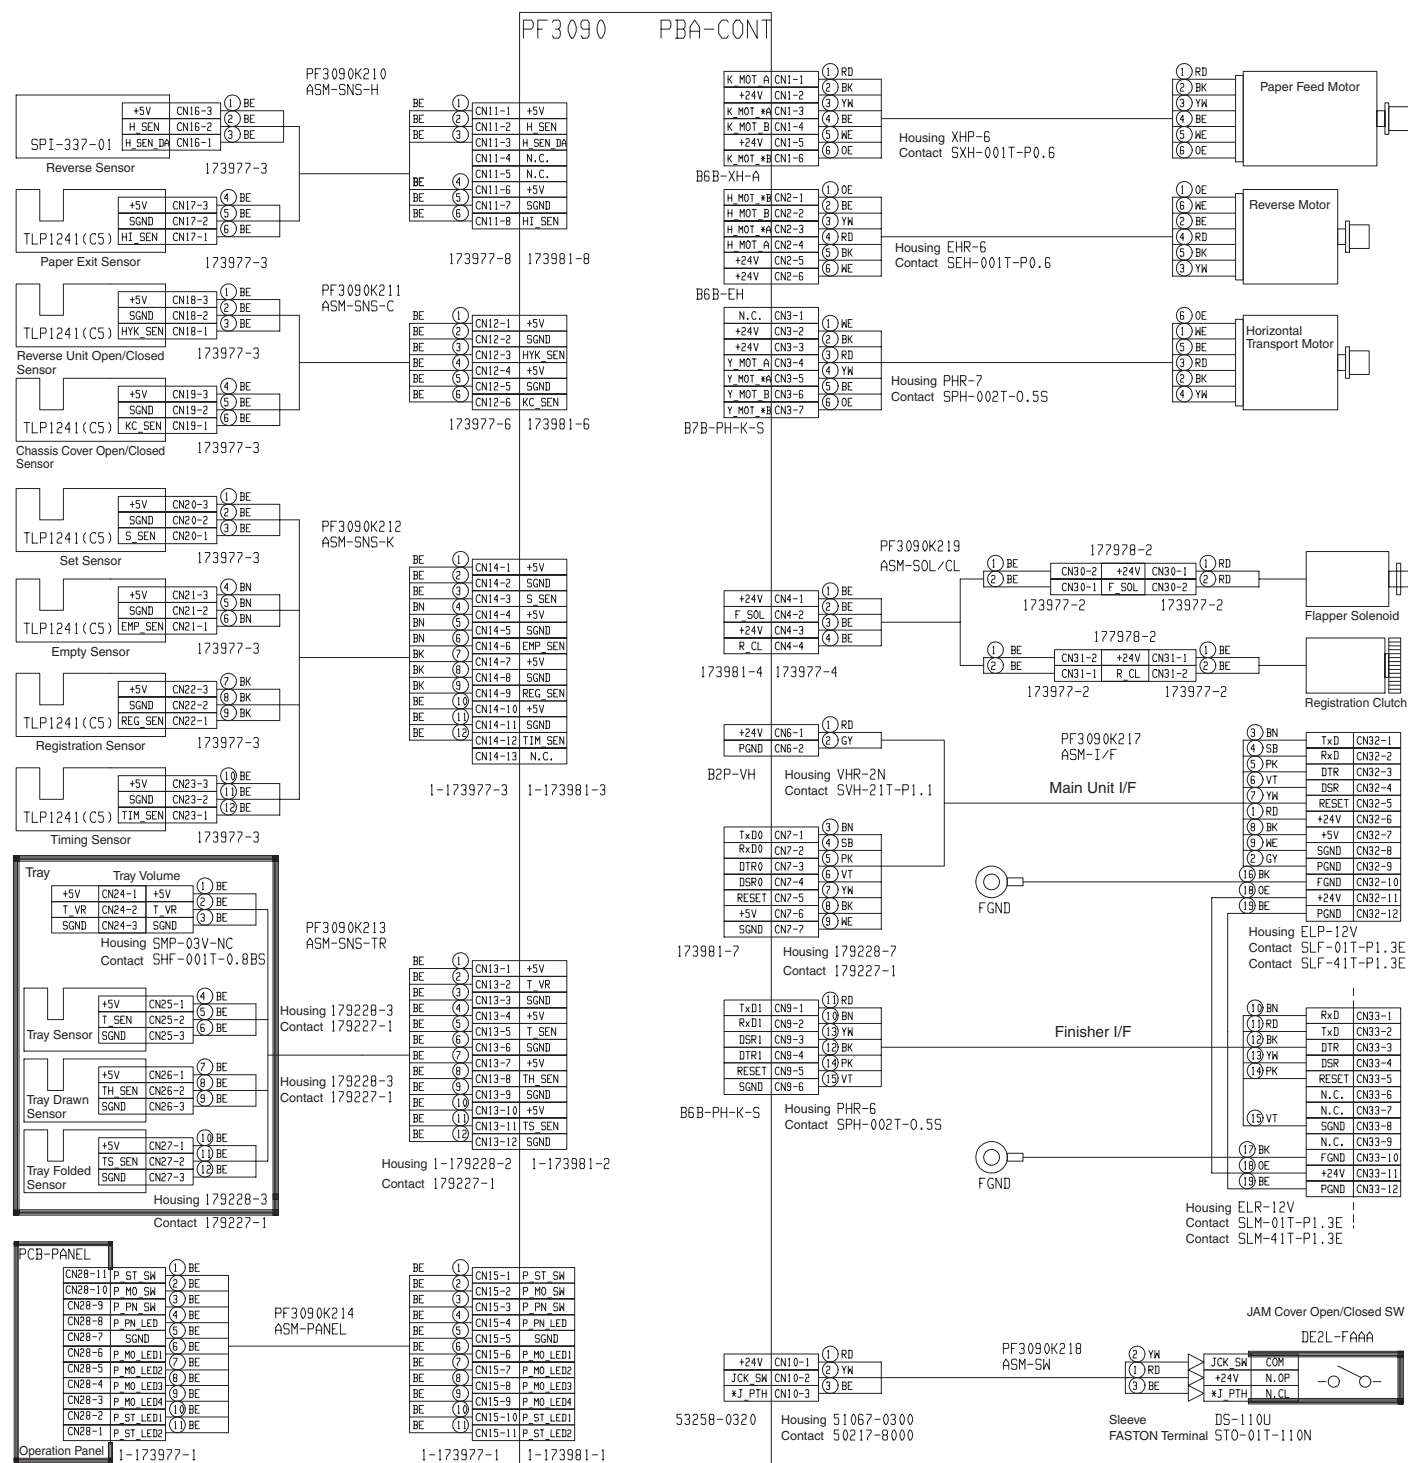 PF3090 PBA-CONT
PF3090K210
ASM-SNS-H
+5V CN16-3 ① BE
H_SEN CN16-2 ② BE
H_SEN_DA CN16-1 ③ BE
SPI-337-01
Reverse Sensor
173977-3
+5V CN17-3 ④ BE
SGND CN17-2 ⑤ BE
HI_SEN CN17-1 ⑥ BE
TLP1241(C5)
Paper Exit Sensor
173977-3
BE ① CN11-1 +5V
BE ② CN11-2 H_SEN
BE ③ CN11-3 H_SEN_DA
CN11-4 N.C.
CN11-5 N.C.
BE ④ CN11-6 +5V
BE ⑤ CN11-7 SGND
BE ⑥ CN11-8 HI_SEN
173977-8 173981-8
PF3090K211
ASM-SNS-C
+5V CN18-3 ① BE
SGND CN18-2 ② BE
HYK_SEN CN18-1 ③ BE
TLP1241(C5)
Reverse Unit Open/Closed
Sensor
173977-3
+5V CN19-3 ④ BE
SGND CN19-2 ⑤ BE
KC_SEN CN19-1 ⑥ BE
TLP1241(C5)
Chassis Cover Open/Closed
Sensor
173977-3
BE ① CN12-1 +5V
BE ② CN12-2 SGND
BE ③ CN12-3 HYK_SEN
BE ④ CN12-4 +5V
BE ⑤ CN12-5 SGND
BE ⑥ CN12-6 KC_SEN
173977-6 173981-6
PF3090K212
ASM-SNS-K
+5V CN20-3 ① BE
SGND CN20-2 ② BE
S_SEN CN20-1 ③ BE
TLP1241(C5)
Set Sensor
173977-3
+5V CN21-3 ④ BN
SGND CN21-2 ⑤ BN
EMP_SEN CN21-1 ⑥ BN
TLP1241(C5)
Empty Sensor
173977-3
+5V CN22-3 ⑦ BK
SGND CN22-2 ⑧ BK
REG_SEN CN22-1 ⑨ BK
TLP1241(C5)
Registration Sensor
173977-3
+5V CN23-3 ⑩ BE
SGND CN23-2 ⑪ BE
TIM_SEN CN23-1 ⑫ BE
TLP1241(C5)
Timing Sensor
173977-3
BE ① CN14-1 +5V
BE ② CN14-2 SGND
BE ③ CN14-3 S_SEN
BN ④ CN14-4 +5V
BN ⑤ CN14-5 SGND
BN ⑥ CN14-6 EMP_SEN
BK ⑦ CN14-7 +5V
BK ⑧ CN14-8 SGND
BK ⑨ CN14-9 REG_SEN
BE ⑩ CN14-10 +5V
BE ⑪ CN14-11 SGND
BE ⑫ CN14-12 TIM_SEN
CN14-13 N.C.
1-173977-3 1-173981-3
Tray
Tray Volume
+5V CN24-1 +5V ① BE
T_VR CN24-2 T_VR ② BE
SGND CN24-3 SGND ③ BE
Housing SMP-03V-NC
Contact SHF-001T-0.8BS
PF3090K213
ASM-SNS-TR
+5V CN25-1 ④ BE
T_SEN CN25-2 ⑤ BE
SGND CN25-3 ⑥ BE
Tray Sensor
Housing 179228-3
Contact 179227-1
+5V CN26-1 ⑦ BE
TH_SEN CN26-2 ⑧ BE
SGND CN26-3 ⑨ BE
Tray Drawn
Sensor
Housing 179228-3
Contact 179227-1
+5V CN27-1 ⑩ BE
TS_SEN CN27-2 ⑪ BE
SGND CN27-3 ⑫ BE
Tray Folded
Sensor
Housing 179228-3
Contact 179227-1
BE ① CN13-1 +5V
BE ② CN13-2 T_VR
BE ③ CN13-3 SGND
BE ④ CN13-4 +5V
BE ⑤ CN13-5 T_SEN
BE ⑥ CN13-6 SGND
BE ⑦ CN13-7 +5V
BE ⑧ CN13-8 TH_SEN
BE ⑨ CN13-9 SGND
BE ⑩ CN13-10 +5V
BE ⑪ CN13-11 TS_SEN
BE ⑫ CN13-12 SGND
Housing 1-179228-2 1-173981-2
Contact 179227-1
PCB-PANEL
CN28-11 P_ST_SW ① BE
CN28-10 P_MO_SW ② BE
CN28-9 P_PN_SW ③ BE
CN28-8 P_PN_LED ④ BE
CN28-7 SGND ⑤ BE
CN28-6 P_MO_LED1 ⑥ BE
CN28-5 P_MO_LED2 ⑦ BE
CN28-4 P_MO_LED3 ⑧ BE
CN28-3 P_MO_LED4 ⑨ BE
CN28-2 P_ST_LED1 ⑩ BE
CN28-1 P_ST_LED2 ⑪ BE
Operation Panel
1-173977-1
PF3090K214
ASM-PANEL
BE ① CN15-1 P_ST_SW
BE ② CN15-2 P_MO_SW
BE ③ CN15-3 P_PN_SW
BE ④ CN15-4 P_PN_LED
BE ⑤ CN15-5 SGND
BE ⑥ CN15-6 P_MO_LED1
BE ⑦ CN15-7 P_MO_LED2
BE ⑧ CN15-8 P_MO_LED3
BE ⑨ CN15-9 P_MO_LED4
BE ⑩ CN15-10 P_ST_LED1
BE ⑪ CN15-11 P_ST_LED2
1-173977-1 1-173981-1
K_MOT_A CN1-1 ① RD
+24V CN1-2 ② BK
K_MOT_*A CN1-3 ③ YW
K_MOT_B CN1-4 ④ BE
+24V CN1-5 ⑤ WE
K_MOT_*B CN1-6 ⑥ OE
B6B-XH-A
Housing XHP-6
Contact SXH-001T-P0.6
① RD
② BK
③ YW
④ BE
⑤ WE
⑥ OE
Paper Feed Motor
H_MOT_*B CN2-1 ① OE
H_MOT_B CN2-2 ② BE
H_MOT_*A CN2-3 ③ YW
H_MOT_A CN2-4 ④ RD
+24V CN2-5 ⑤ BK
+24V CN2-6 ⑥ WE
B6B-EH
Housing EHR-6
Contact SEH-001T-P0.6
① OE
⑥ WE
② BE
④ RD
⑤ BK
③ YW
Reverse Motor
N.C. CN3-1
+24V CN3-2 ① WE
+24V CN3-3 ② BK
Y_MOT_A CN3-4 ③ RD
Y_MOT_*A CN3-5 ④ YW
Y_MOT_B CN3-6 ⑤ BE
Y_MOT_*B CN3-7 ⑥ OE
B7B-PH-K-S
Housing PHR-7
Contact SPH-002T-0.5S
⑥ OE
① WE
⑤ BE
③ RD
② BK
④ YW
Horizontal
Transport Motor
PF3090K219
ASM-SOL/CL
+24V CN4-1 ① BE
F_SOL CN4-2 ② BE
+24V CN4-3 ③ BE
R_CL CN4-4 ④ BE
173981-4 173977-4
177978-2
① BE CN30-2 +24V CN30-1 ① RD
② BE CN30-1 F_SOL CN30-2 ② RD
173977-2 173977-2
Flapper Solenoid
177978-2
① BE CN31-2 +24V CN31-1 ① BE
② BE CN31-1 R_CL CN31-2 ② BE
173977-2 173977-2
Registration Clutch
+24V CN6-1 ① RD
PGND CN6-2 ② GY
B2P-VH
Housing VHR-2N
Contact SVH-21T-P1.1
PF3090K217
ASM-I/F
Main Unit I/F
TxD0 CN7-1 ③ BN
RxD0 CN7-2 ④ SB
DTR0 CN7-3 ⑤ PK
DSR0 CN7-4 ⑥ VT
RESET CN7-5 ⑦ YW
+5V CN7-6 ⑧ BK
SGND CN7-7 ⑨ WE
173981-7
Housing 179228-7
Contact 179227-1
FGND
③ BN TxD CN32-1
④ SB RxD CN32-2
⑤ PK DTR CN32-3
⑥ VT DSR CN32-4
⑦ YW RESET CN32-5
① RD +24V CN32-6
⑧ BK +5V CN32-7
⑨ WE SGND CN32-8
② GY PGND CN32-9
⑯ BK FGND CN32-10
⑱ OE +24V CN32-11
⑲ BE PGND CN32-12
Housing ELP-12V
Contact SLF-01T-P1.3E
Contact SLF-41T-P1.3E
TxD1 CN9-1 ⑪ RD
RxD1 CN9-2 ⑩ BN
DSR1 CN9-3 ⑬ YW
DTR1 CN9-4 ⑫ BK
RESET CN9-5 ⑭ PK
SGND CN9-6 ⑮ VT
B6B-PH-K-S
Housing PHR-6
Contact SPH-002T-0.5S
Finisher I/F
FGND
⑩ BN RxD CN33-1
⑪ RD TxD CN33-2
⑫ BK DTR CN33-3
⑬ YW DSR CN33-4
⑭ PK RESET CN33-5
N.C. CN33-6
N.C. CN33-7
⑮ VT SGND CN33-8
N.C. CN33-9
⑰ BK FGND CN33-10
⑱ OE +24V CN33-11
⑲ BE PGND CN33-12
Housing ELR-12V
Contact SLM-01T-P1.3E
Contact SLM-41T-P1.3E
+24V CN10-1 ① RD
JCK_SW CN10-2 ② YW
*J_PTH CN10-3 ③ BE
53258-0320
Housing 51067-0300
Contact 50217-8000
PF3090K218
ASM-SW
JAM Cover Open/Closed SW
DE2L-FAAA
② YW JCK_SW COM
① RD +24V N.OP
③ BE *J_PTH N.CL
Sleeve DS-110U
FASTON Terminal STO-01T-110N